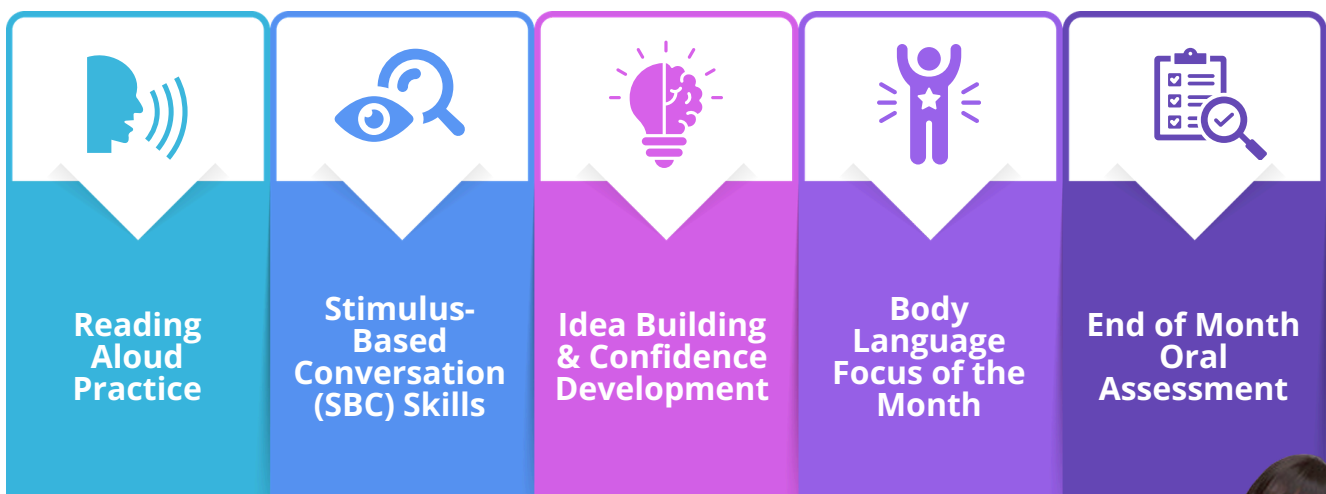 Reading
Aloud
Practice
Stimulus-
Based
Conversation
(SBC) Skills
Idea Building
& Confidence
Development
Body
Language
Focus of the
Month
End of Month
Oral
Assessment